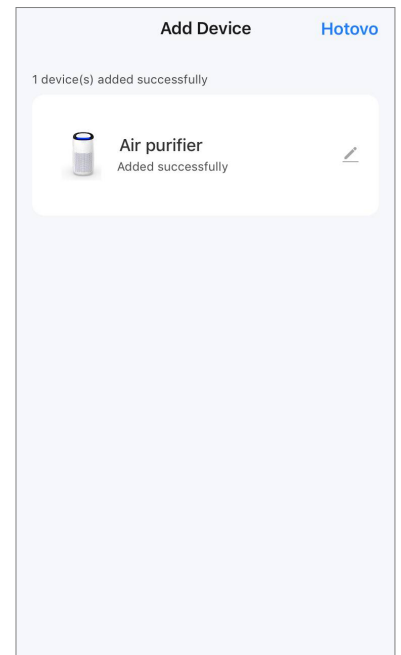 Add Device Hotovo
1 device(s) added successfully
Air purifier
Added successfully